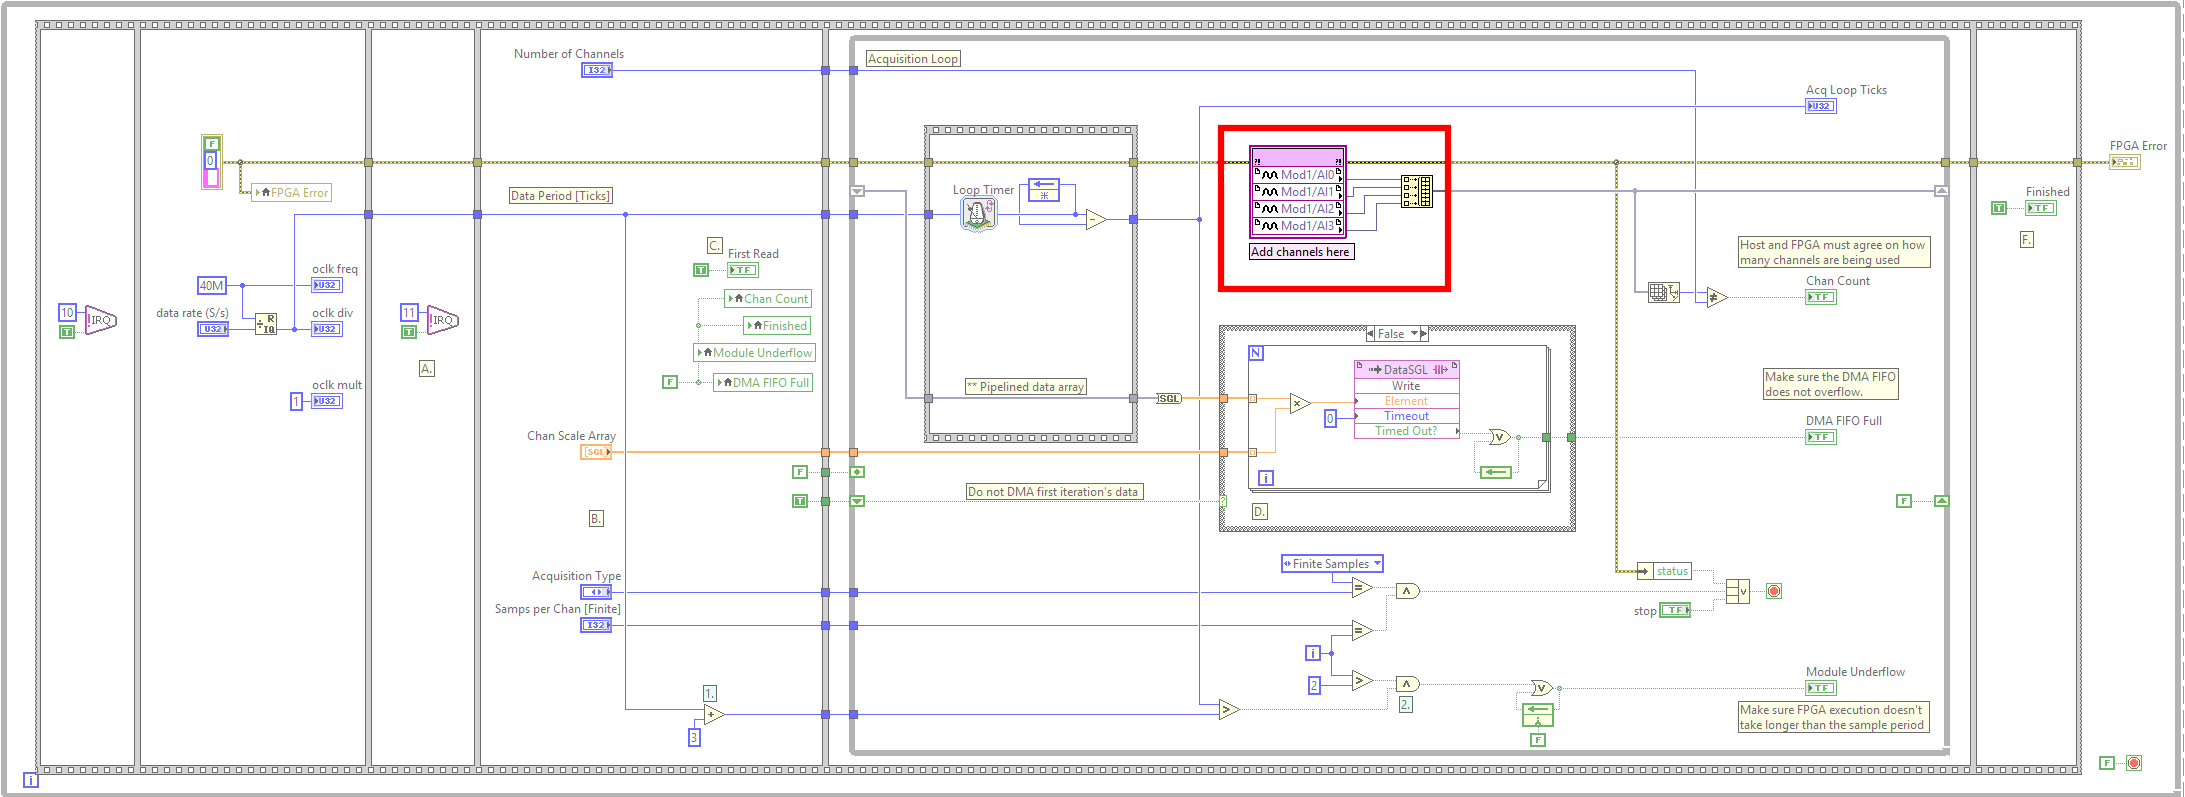 10
T
!IRQ
F
0
FPGA Error
40M
oclk freq
U32
data rate (S/s)
U32
R
IQ
oclk div
U32
oclk mult
1
U32
11
T
!IRQ
A.
Number of Channels
I32
Data Period [Ticks]
C.
First Read
T
TF
Chan Count
Finished
Module Underflow
F
DMA FIFO Full
Chan Scale Array
[SGL]
F
T
B.
Acquisition Type
Samps per Chan [Finite]
I32
1.
+
3
Acquisition Loop
Loop Timer
-
** Pipelined data array
SGL
Do not DMA first iteration's data
Mod1/AI0
Mod1/AI1
Mod1/AI2
Mod1/AI3
Add channels here
False
N
DataSGL
Write
Element
0
Timeout
Timed Out?
x
V
i
D.
?
Finite Samples
=
Λ
=
i
2
>
Λ
2.
>
V
F
Acq Loop Ticks
U32
Host and FPGA must agree on how
many channels are being used
Chan Count
≠
TF
Make sure the DMA FIFO
does not overflow.
DMA FIFO Full
TF
F
status
V
stop
TF
Module Underflow
TF
Make sure FPGA execution doesn't
take longer than the sample period
Finished
T
TF
F.
FPGA Error
F
i